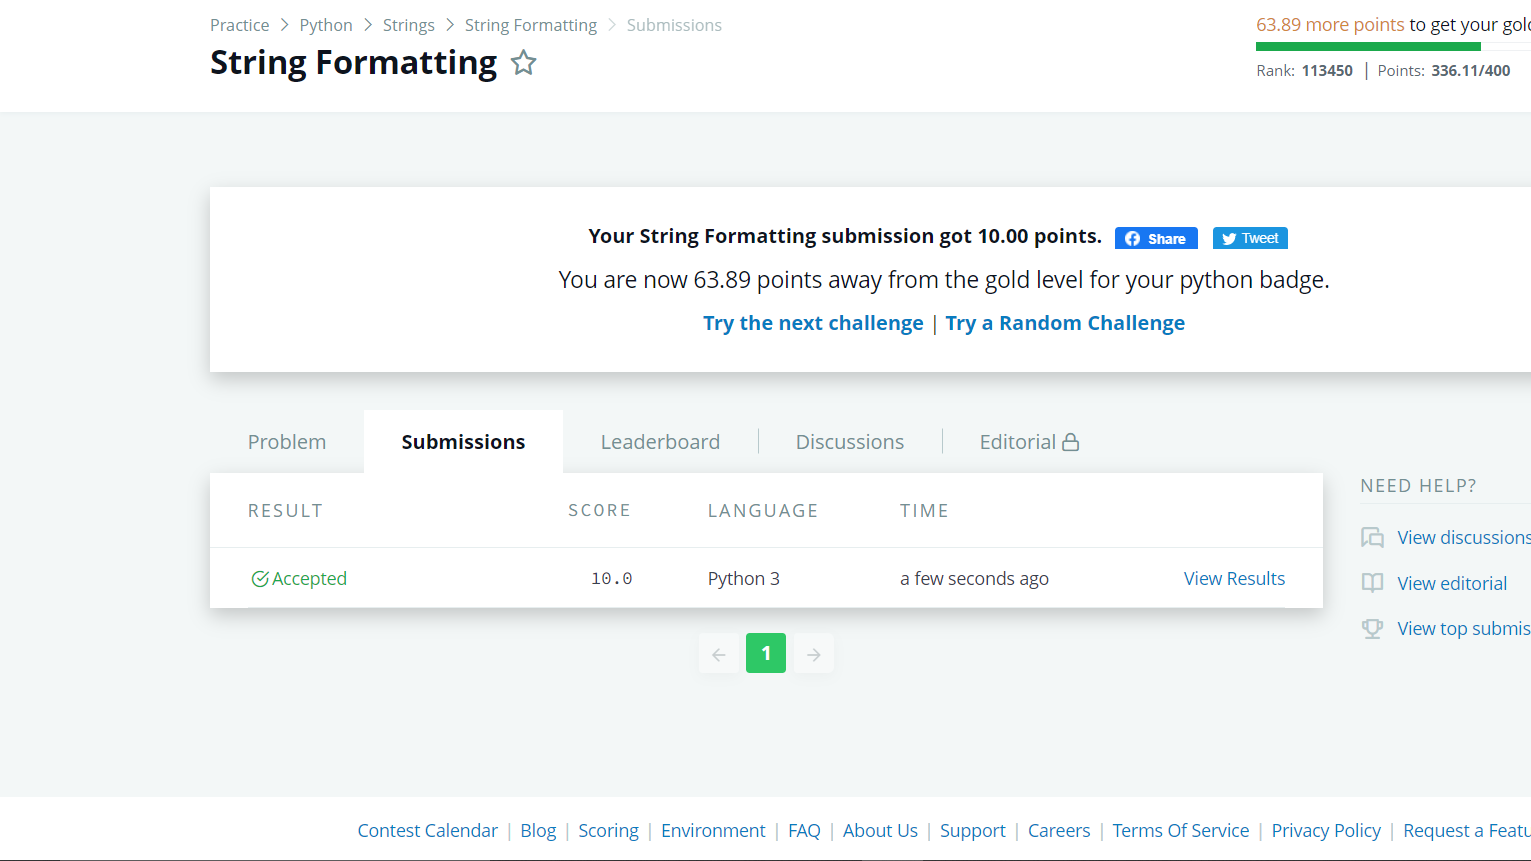 Practice > Python > Strings > String Formatting > Submissions
63.89 more points to get your
String Formatting
Rank: 113450 | Points: 336.11/400
Your String Formatting submission got 10.00 points.
Share
Tweet
You are now 63.89 points away from the gold level for your python badge.
Try the next challenge | Try a Random Challenge
Problem
Submissions
Leaderboard
Discussions
Editorial
RESULT SCORE LANGUAGE TIME
Accepted 10.0 Python 3 a few seconds ago View Results
1
NEED HELP?
View discussions
View editorial
View top
Contest Calendar | Blog | Scoring | Environment | FAQ | About Us | Support | Careers | Terms Of Service | Privacy Policy | Request a